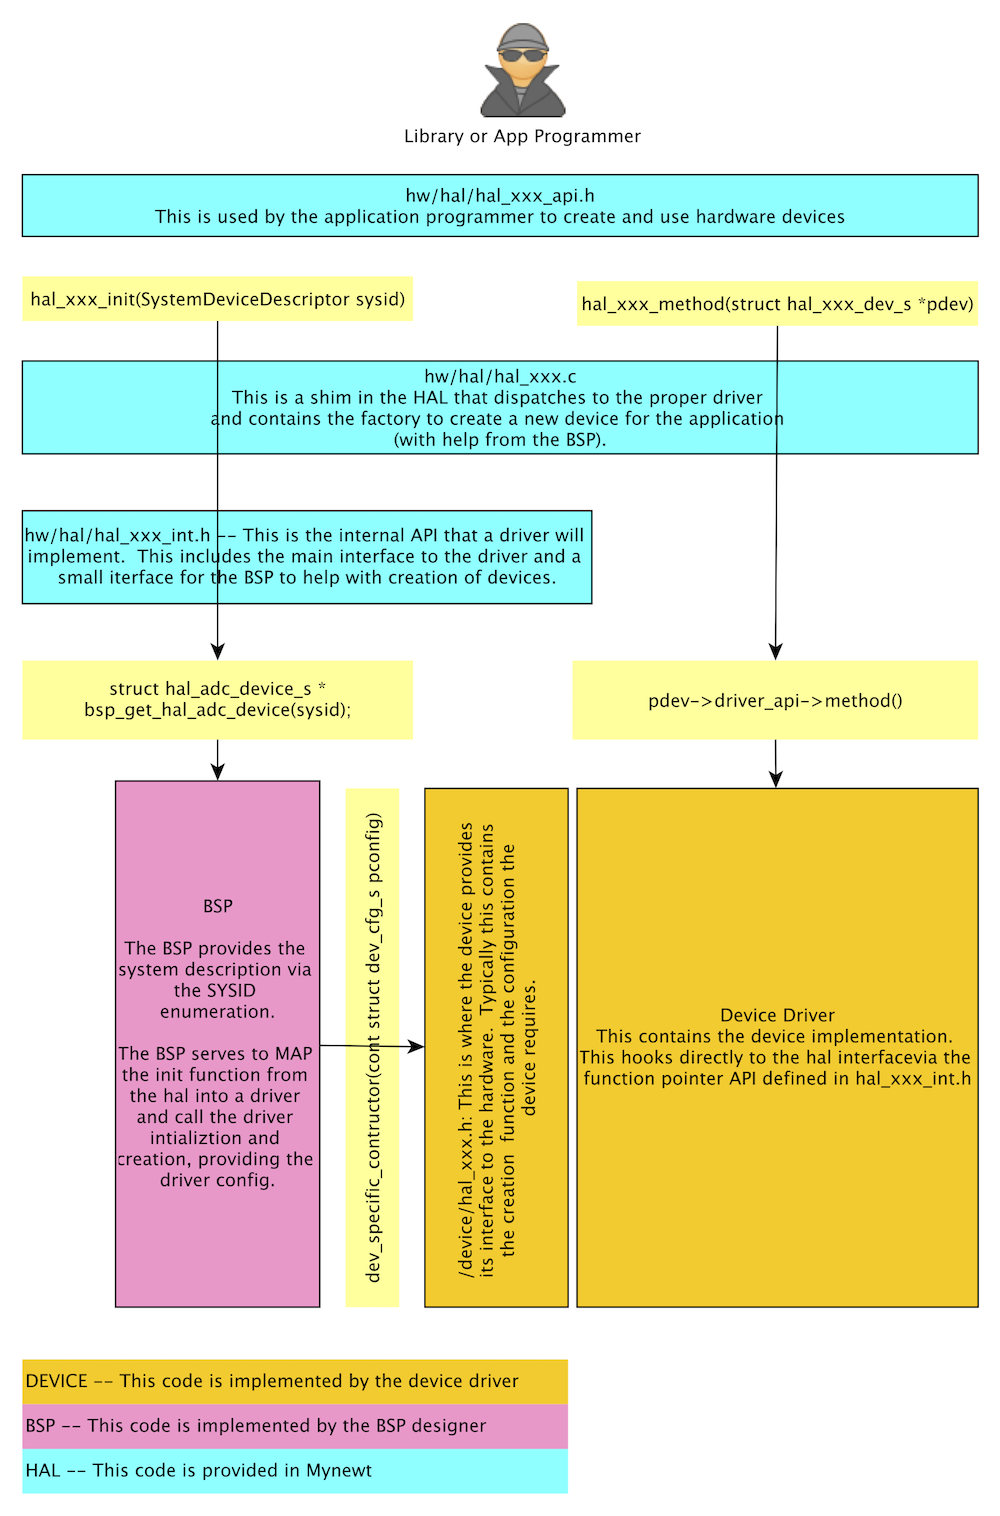 Library or App Programmer
hw/hal/hal_xxx_api.h
This is used by the application programmer to create and use hardware devices
hal_xxx_init(SystemDeviceDescriptor sysid)
hal_xxx_method(struct hal_xxx_dev_s *pdev)
hw/hal/hal_xxx.c
This is a shim in the HAL that dispatches to the proper driver
and contains the factory to create a new device for the application
(with help from the BSP).
hw/hal/hal_xxx_int.h -- This is the internal API that a driver will
implement.  This includes the main interface to the driver and a
small iterface for the BSP to help with creation of devices.
struct hal_adc_device_s *
bsp_get_hal_adc_device(sysid);
pdev->driver_api->method()
BSP
The BSP provides the
system description via
the SYSID
enumeration.
The BSP serves to MAP
the init function from
the hal into a driver
and call the driver
intializtion and
creation, providing the
driver config.
dev_specific_contructor(cont struct dev_cfg_s pconfig)
/device/hal_xxx.h: This is where the device provides
its interface to the hardware.  Typically this contains
the creation  function and the configuration the
device requires.
Device Driver
This contains the device implementation.
This hooks directly to the hal interfacevia the
function pointer API defined in hal_xxx_int.h
DEVICE -- This code is implemented by the device driver
BSP -- This code is implemented by the BSP designer
HAL -- This code is provided in Mynewt